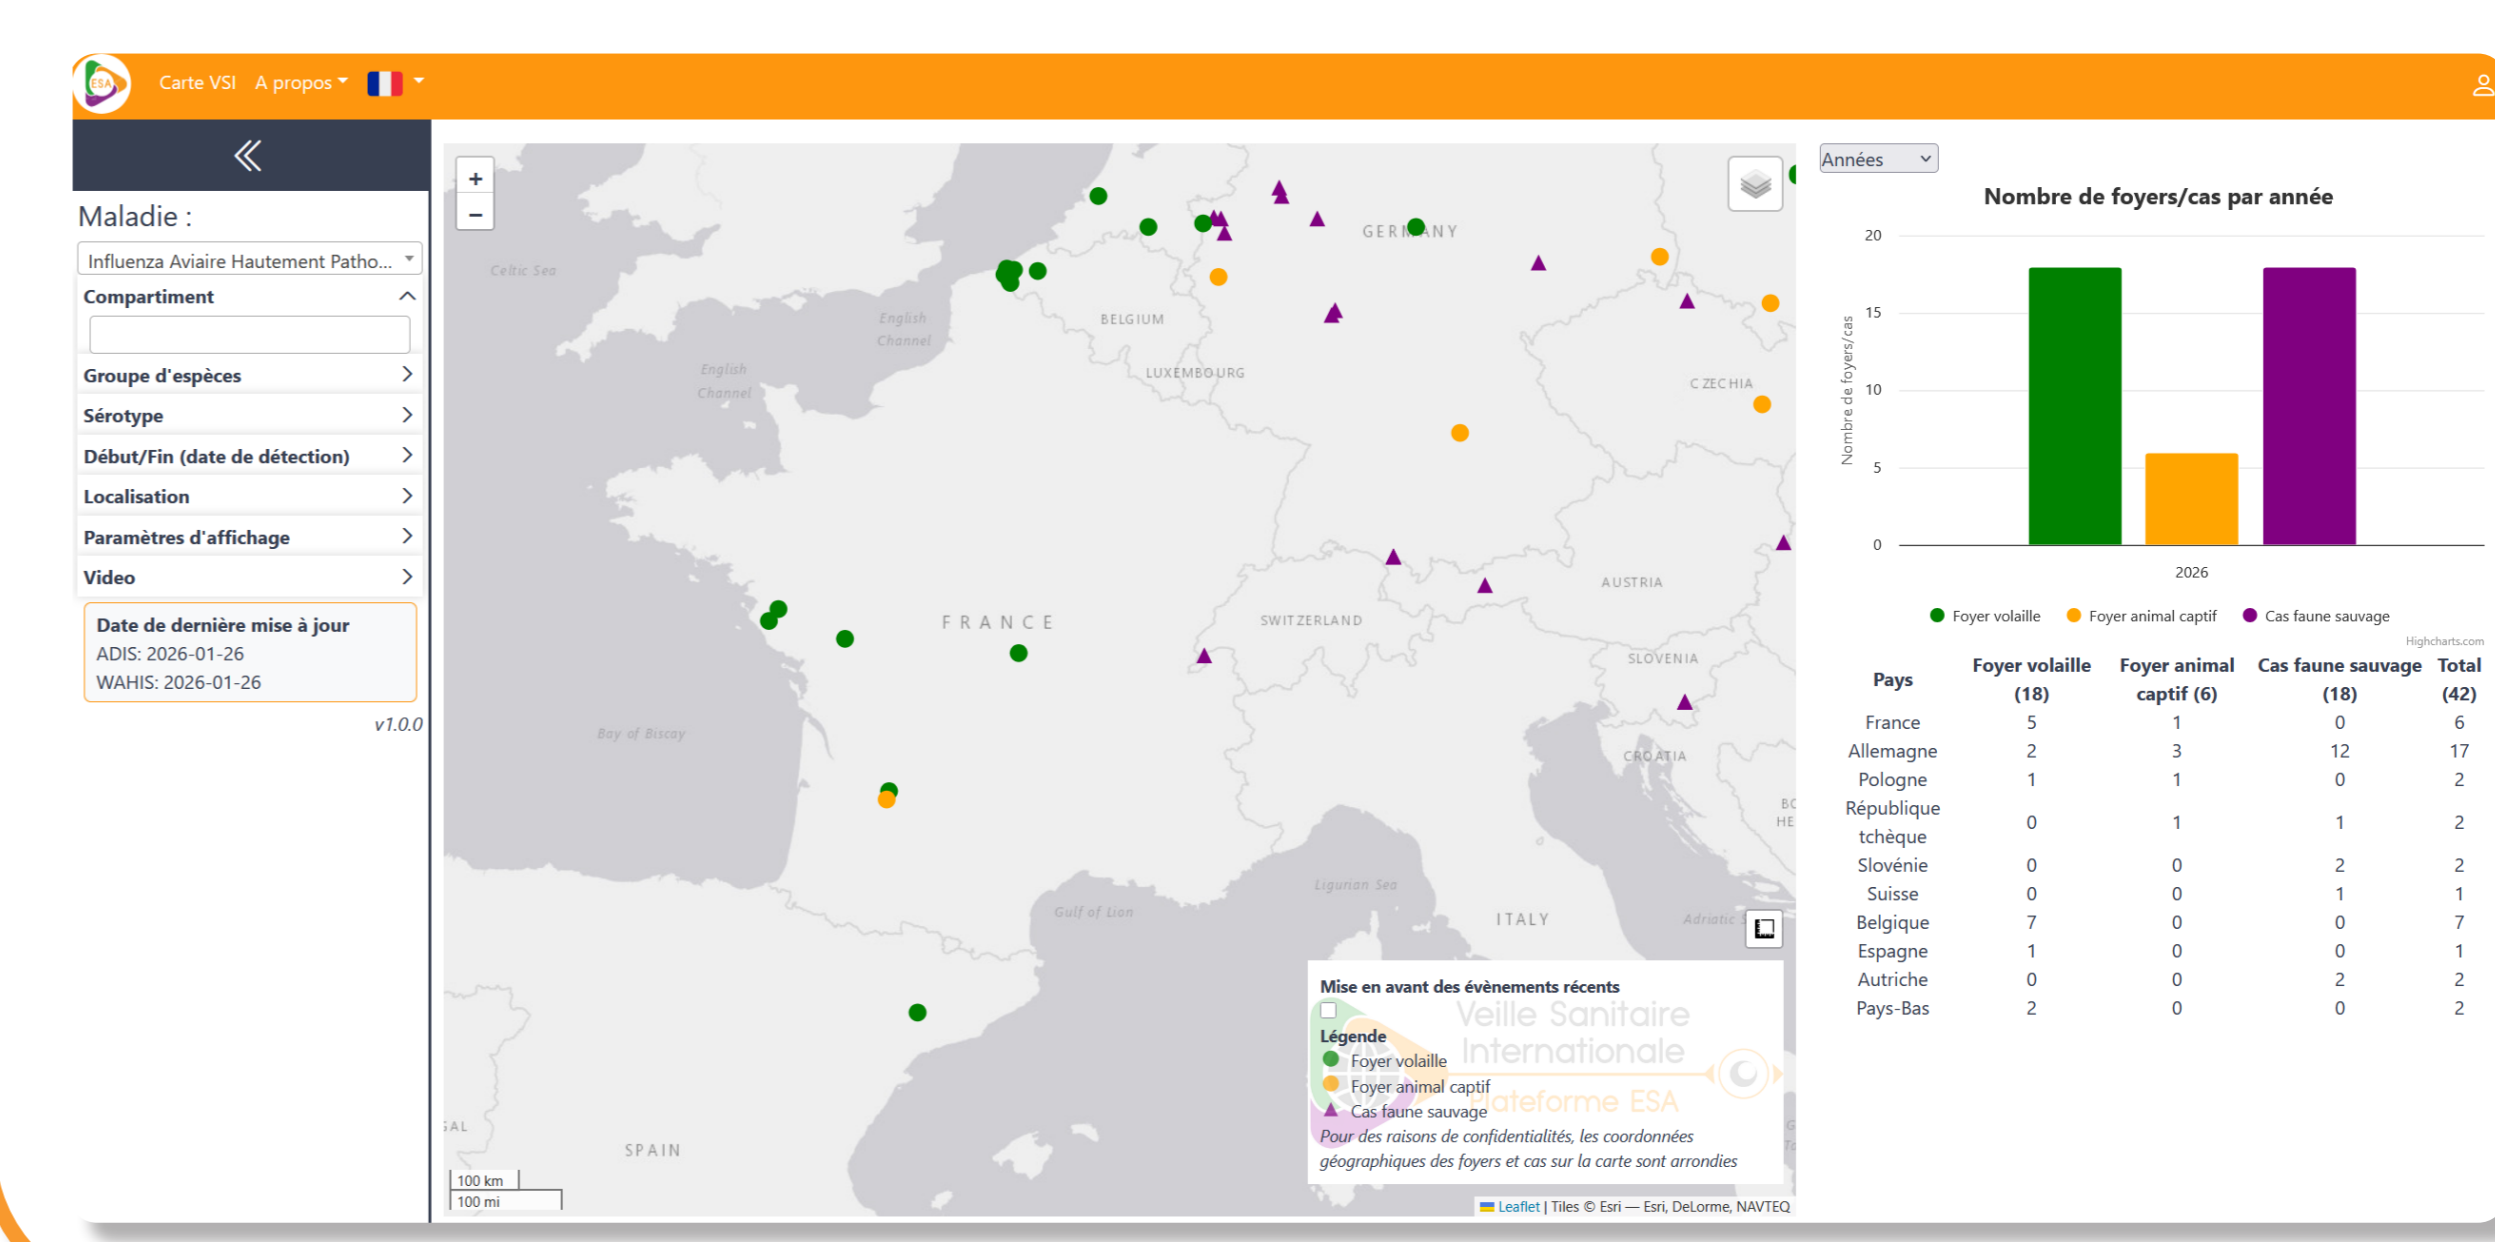 ESA
Carte VSI
A propos
Maladie :
Influenza Aviaire Hautement Patho...
Compartiment
Groupe d'espèces
Sérotype
Début/Fin (date de détection)
Localisation
Paramètres d'affichage
Video
Date de dernière mise à jour
ADIS: 2026-01-26
WAHIS: 2026-01-26
v1.0.0
+
−
Celtic Sea
English
Channel
English
Channel
BELGIUM
LUXEMBOURG
GERMANY
CZECHIA
FRANCE
SWITZERLAND
AUSTRIA
SLOVENIA
CROATIA
BO
HE
Bay of Biscay
Ligurian Sea
Gulf of Lion
ITALY
Adriatic S
GAL
SPAIN
100 km
100 mi
Mise en avant des évènements récents
Légende
Foyer volaille
Foyer animal captif
Cas faune sauvage
Pour des raisons de confidentialités, les coordonnées
géographiques des foyers et cas sur la carte sont arrondies
Veille Sanitaire
Internationale
Plateforme ESA
Leaflet | Tiles © Esri — Esri, DeLorme, NAVTEQ
Années
Nombre de foyers/cas par année
Nombre de foyers/cas
20
15
10
5
0
2026
Foyer volaille Foyer animal captif Cas faune sauvage
Highcharts.com
Pays Foyer volaille (18) Foyer animal captif (6) Cas faune sauvage (18) Total (42)
France 5 1 0 6
Allemagne 2 3 12 17
Pologne 1 1 0 2
République tchèque 0 1 1 2
Slovénie 0 0 2 2
Suisse 0 0 1 1
Belgique 7 0 0 7
Espagne 1 0 0 1
Autriche 0 0 2 2
Pays-Bas 2 0 0 2